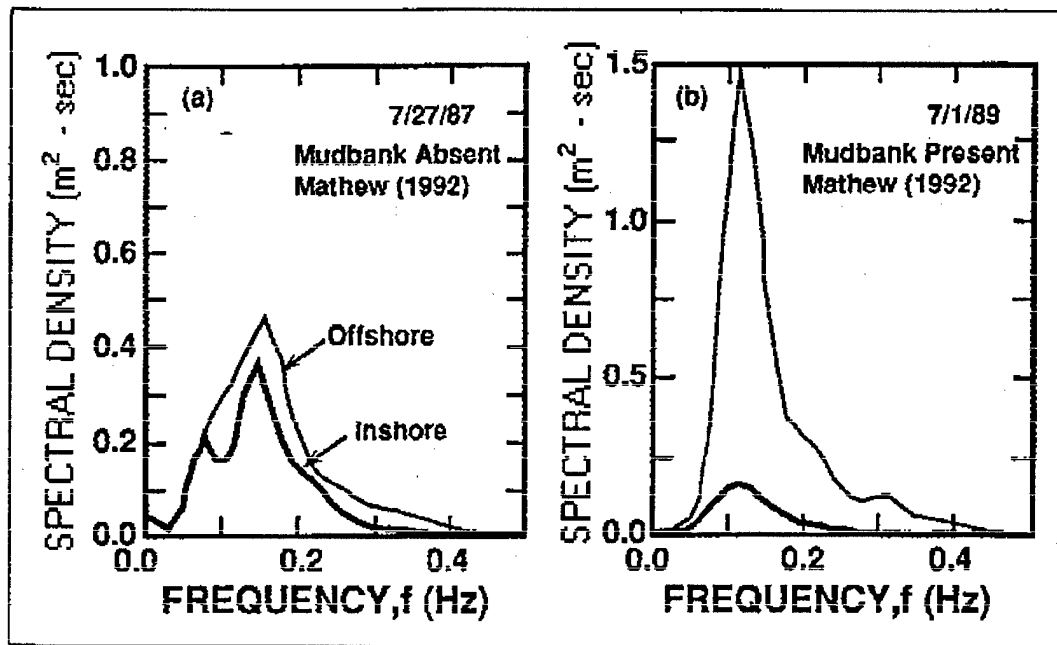 SPECTRAL DENSITY (m² - sec)
1.0
0.8
0.6
0.4
0.2
0.0
(a)
7/27/87
Mudbank Absent
Mathew (1992)
Offshore
Inshore
0.0
0.2
0.4
FREQUENCY,f (Hz)
SPECTRAL DENSITY (m² - sec)
1.5
1.0
0.5
0.0
(b)
7/1/89
Mudbank Present
Mathew (1992)
0.0
0.2
0.4
FREQUENCY,f (Hz)